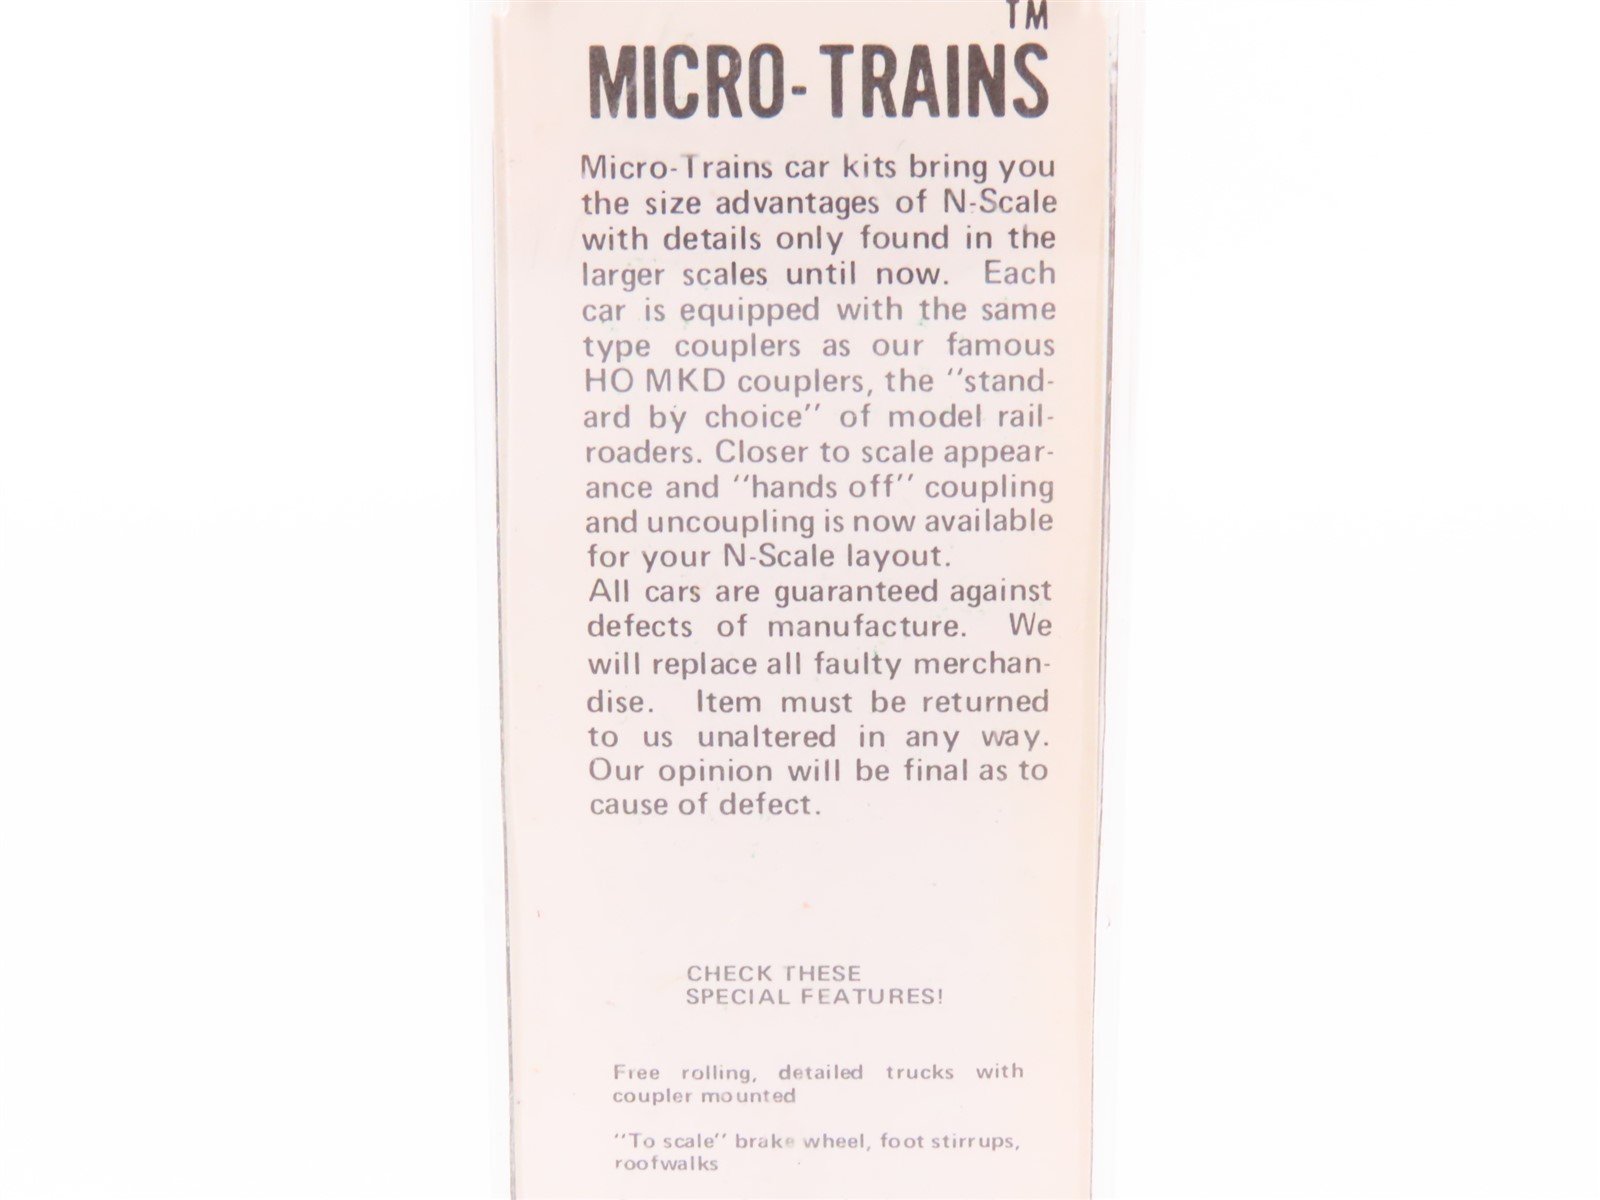 TM
MICRO-TRAINS
Micro-Trains car kits bring you
the size advantages of N-Scale
with details only found in the
larger scales until now. Each
car is equipped with the same
type couplers as our famous
HO MKD couplers, the "stand-
ard by choice" of model rail-
roaders. Closer to scale appear-
ance and "hands off" coupling
and uncoupling is now available
for your N-Scale layout.
All cars are guaranteed against
defects of manufacture. We
will replace all faulty merchan-
dise. Item must be returned
to us unaltered in any way.
Our opinion will be final as to
cause of defect.
CHECK THESE
SPECIAL FEATURES!
Free rolling, detailed trucks with
coupler mounted
"To scale" brake wheel, foot stirrups,
roofwalks